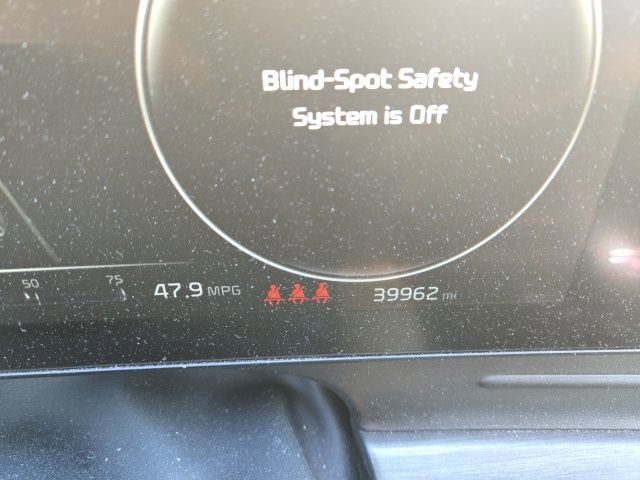 Blind-Spot Safety
System is Off
50 75
47.9 MPG 39962 mi